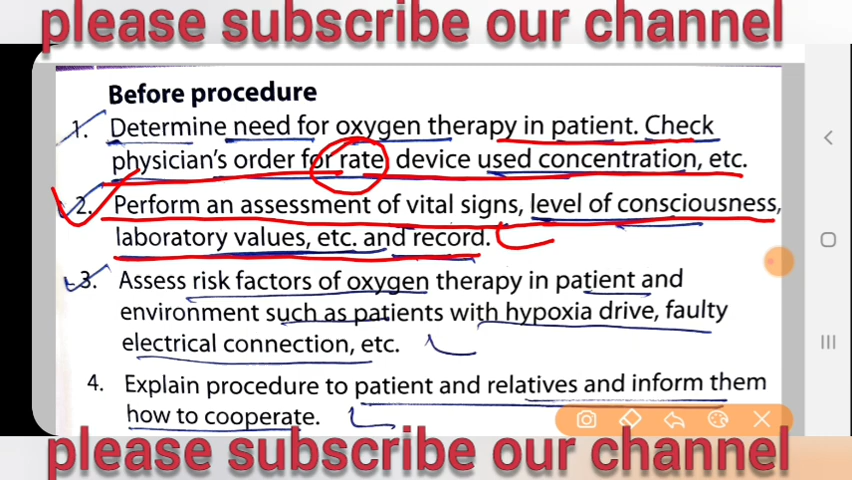 please subscribe our channel
Before procedure
1. Determine need for oxygen therapy in patient. Check
physician's order for rate, device used concentration, etc.
2. Perform an assessment of vital signs, level of consciousness,
laboratory values, etc. and record.
3. Assess risk factors of oxygen therapy in patient and
environment such as patients with hypoxia drive, faulty
electrical connection, etc.
4. Explain procedure to patient and relatives and inform them
how to cooperate.
please subscribe our channel